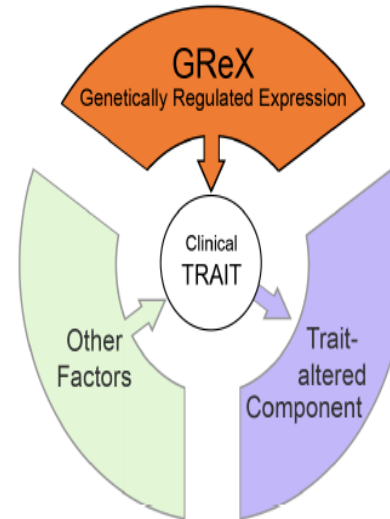 GReX
Genetically Regulated Expression
Clinical
TRAIT
Other
Factors
Trait-
altered
Component